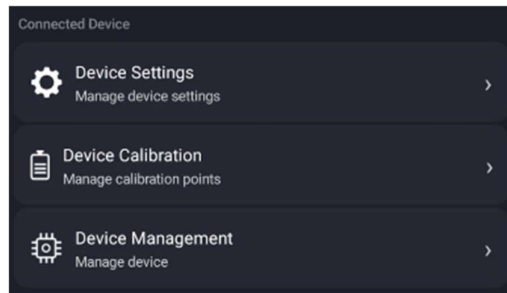 Connected Device
Device Settings
Manage device settings
Device Calibration
Manage calibration points
Device Management
Manage device